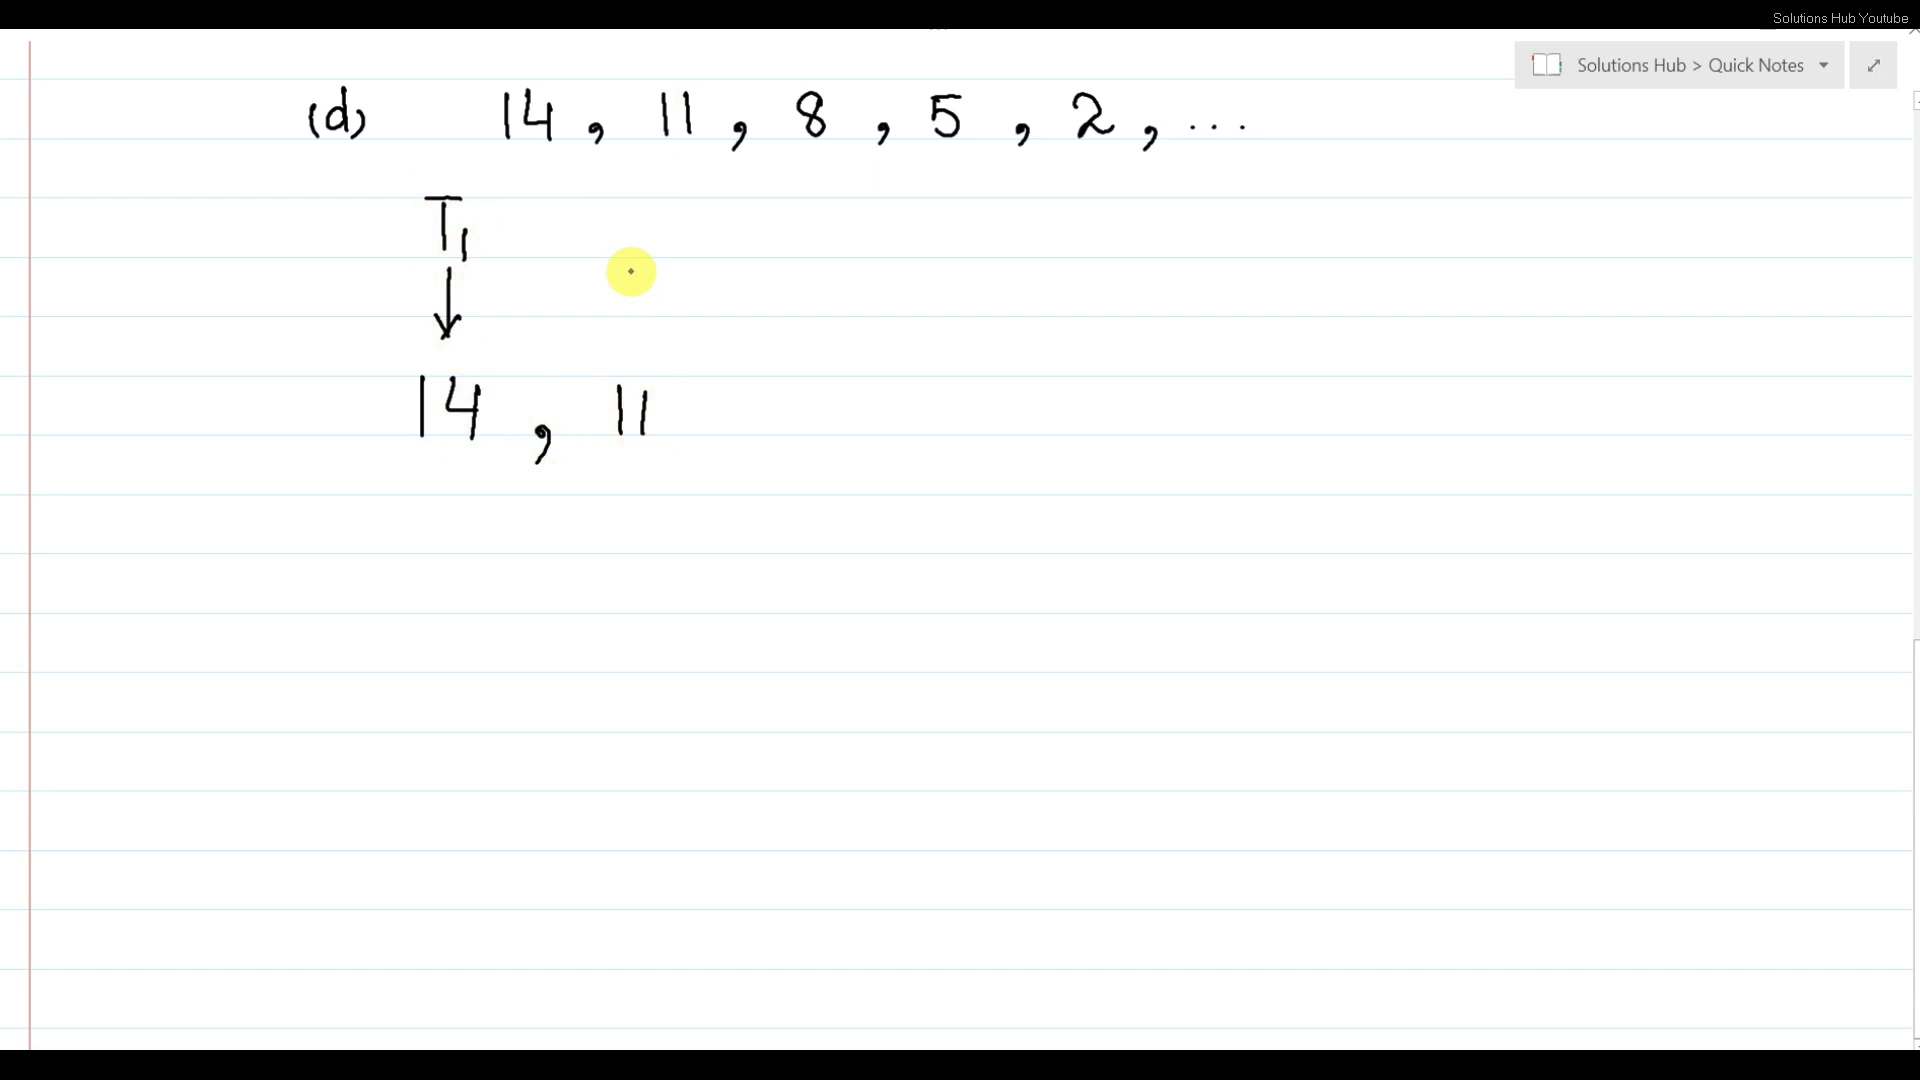 Solutions Hub Youtube
Solutions Hub > Quick Notes
(d) 14 , 11 , 8 , 5 , 2 , ...
T₁
↓
14 , 11